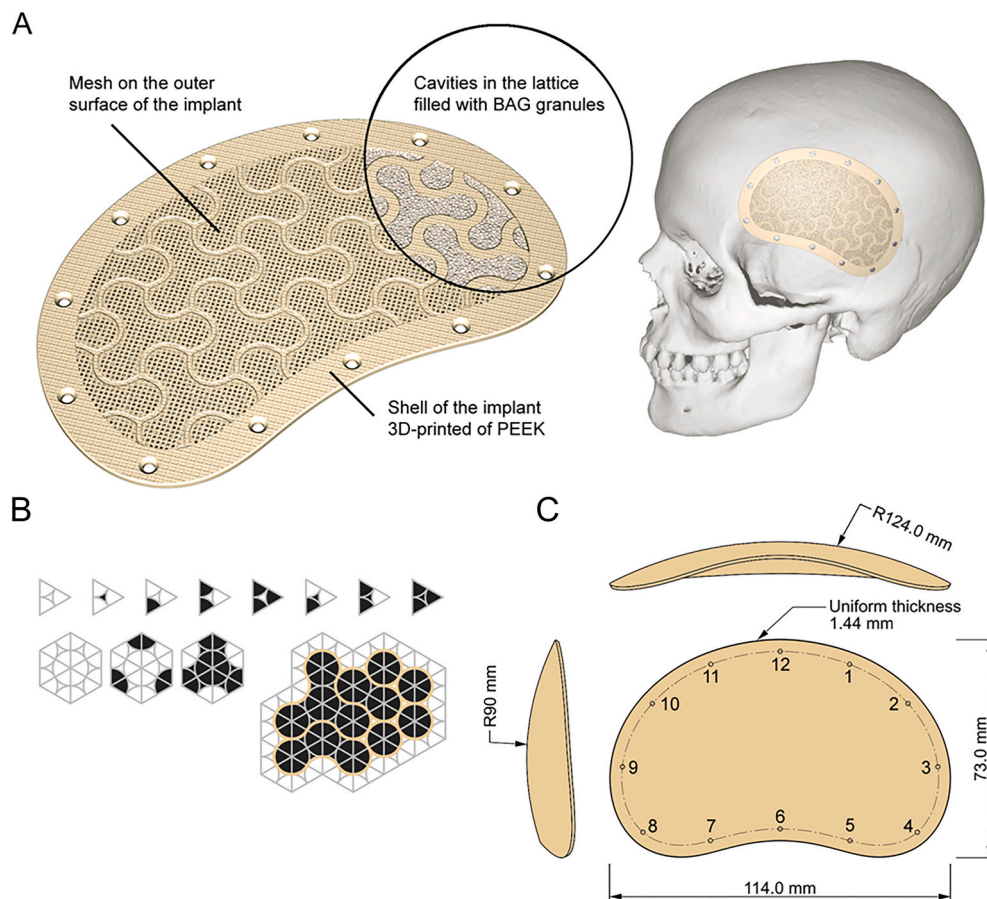 A
Mesh on the outer
surface of the implant
Cavities in the lattice
filled with BAG granules
Shell of the implant
3D-printed of PEEK
B
C
R124.0 mm
Uniform thickness
1.44 mm
R90 mm
12
11
1
10
2
9
3
8
7
6
5
4
73.0 mm
114.0 mm